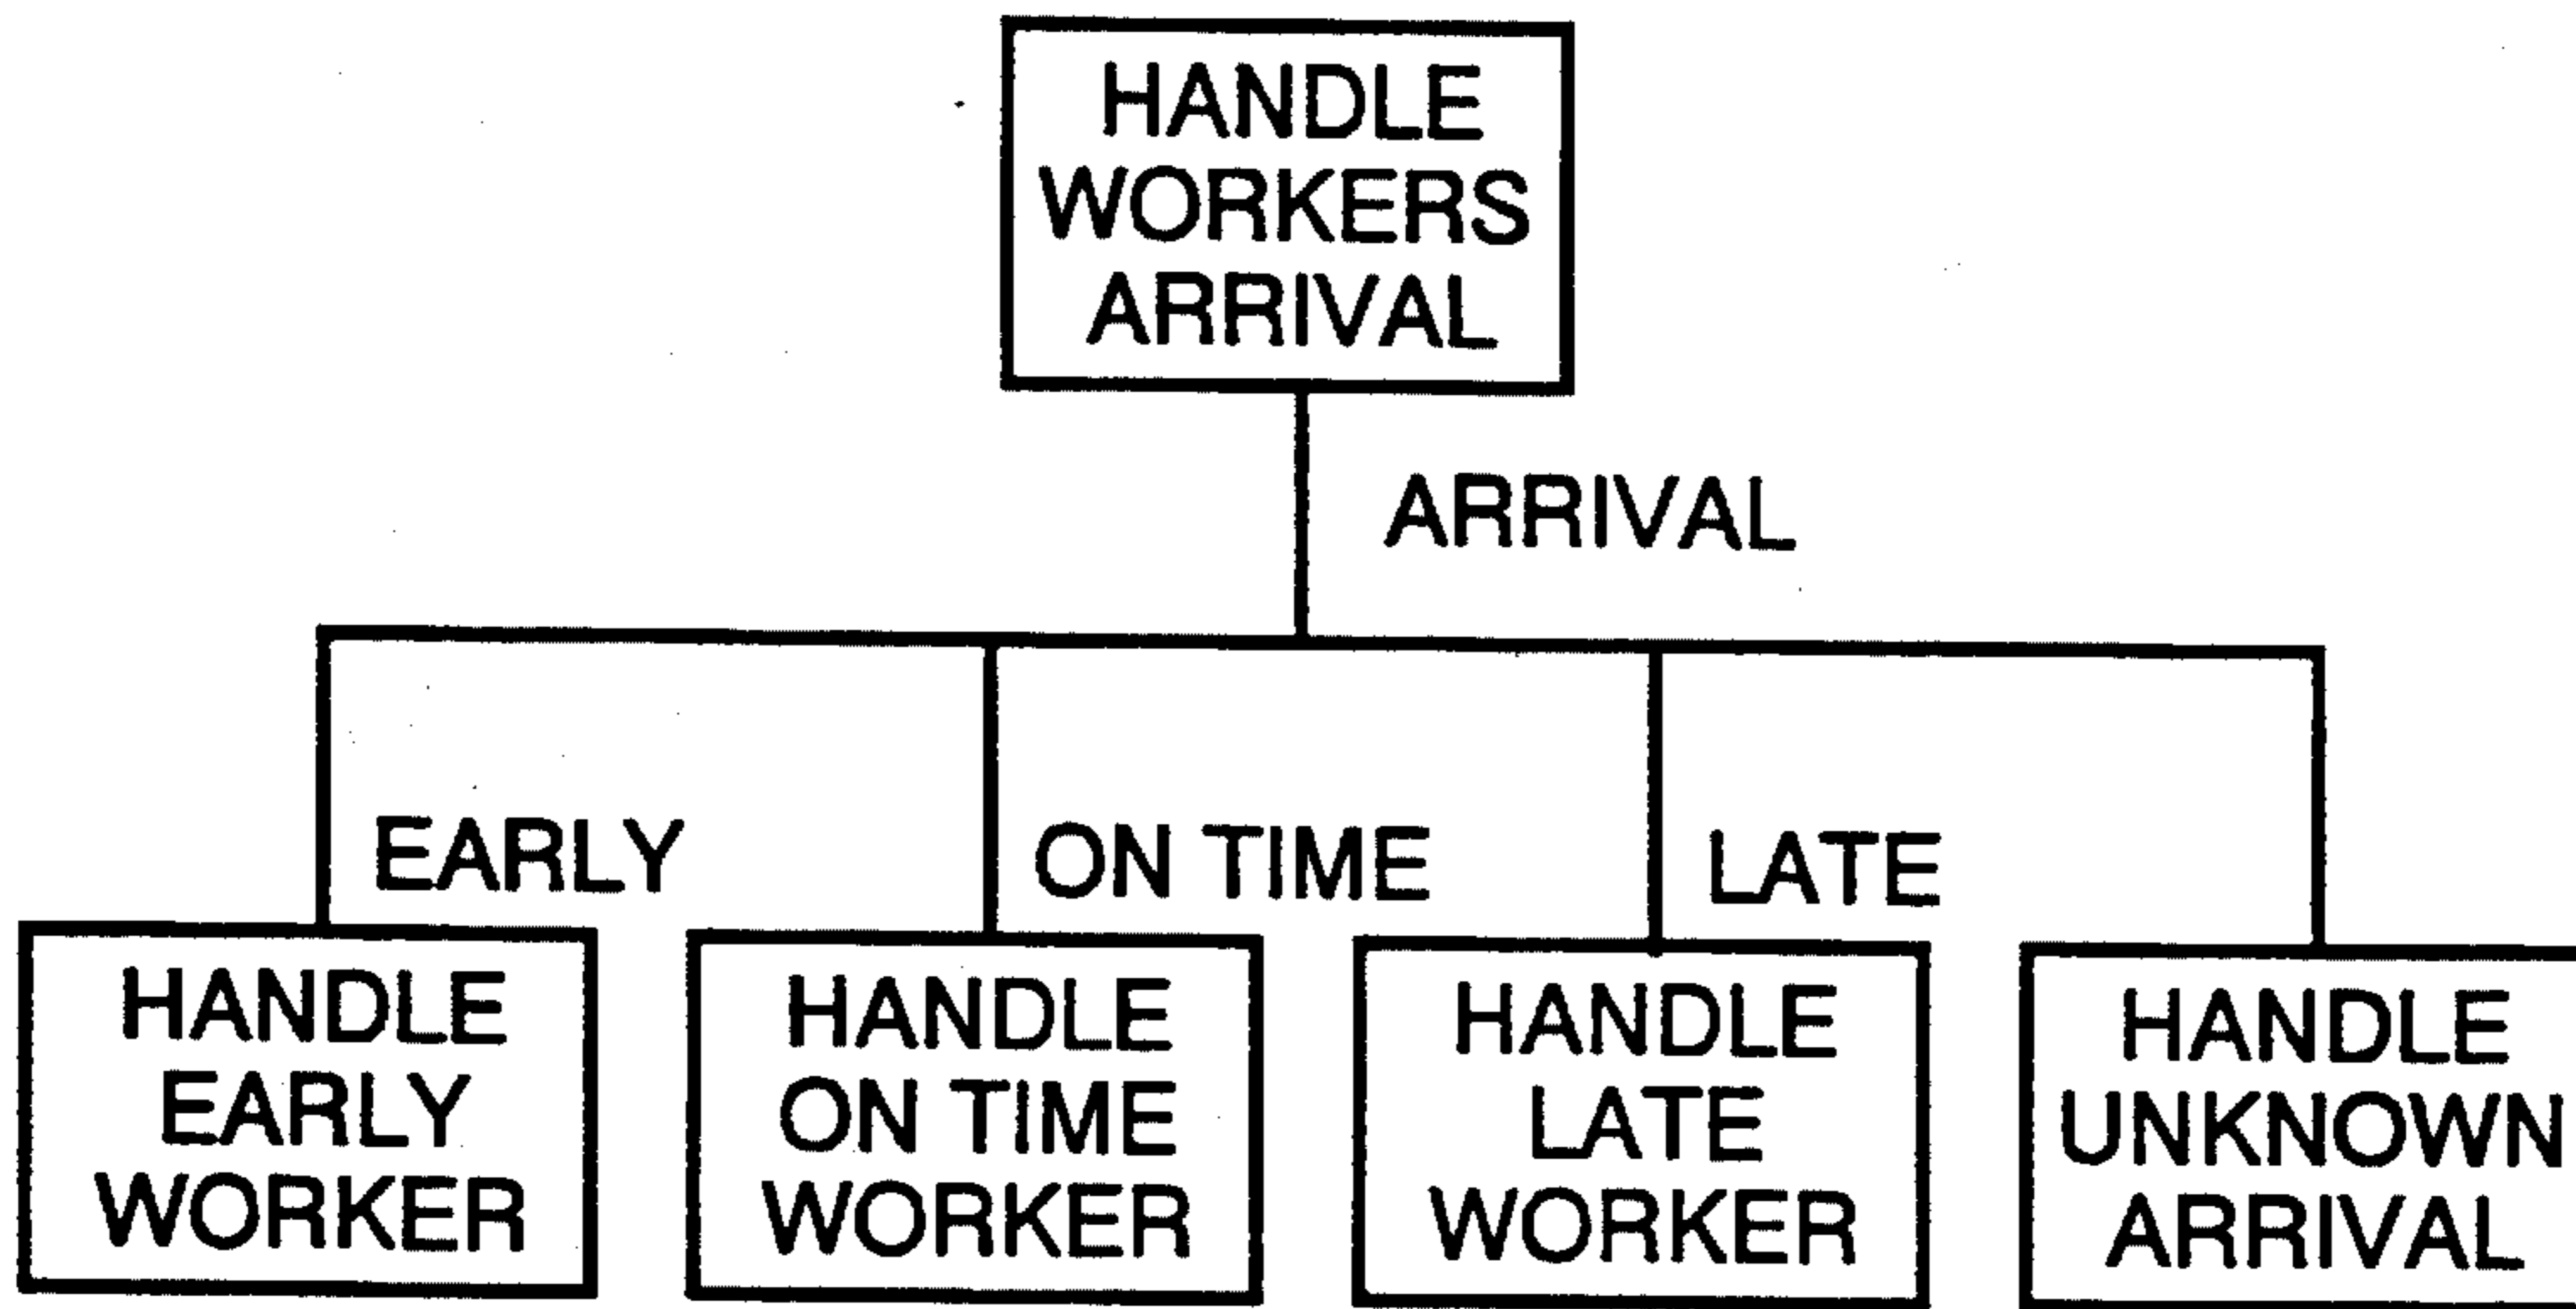 HANDLE
WORKERS
ARRIVAL
ARRIVAL
EARLY
ON TIME
LATE
HANDLE
EARLY
WORKER
HANDLE
ON TIME
WORKER
HANDLE
LATE
WORKER
HANDLE
UNKNOWN
ARRIVAL